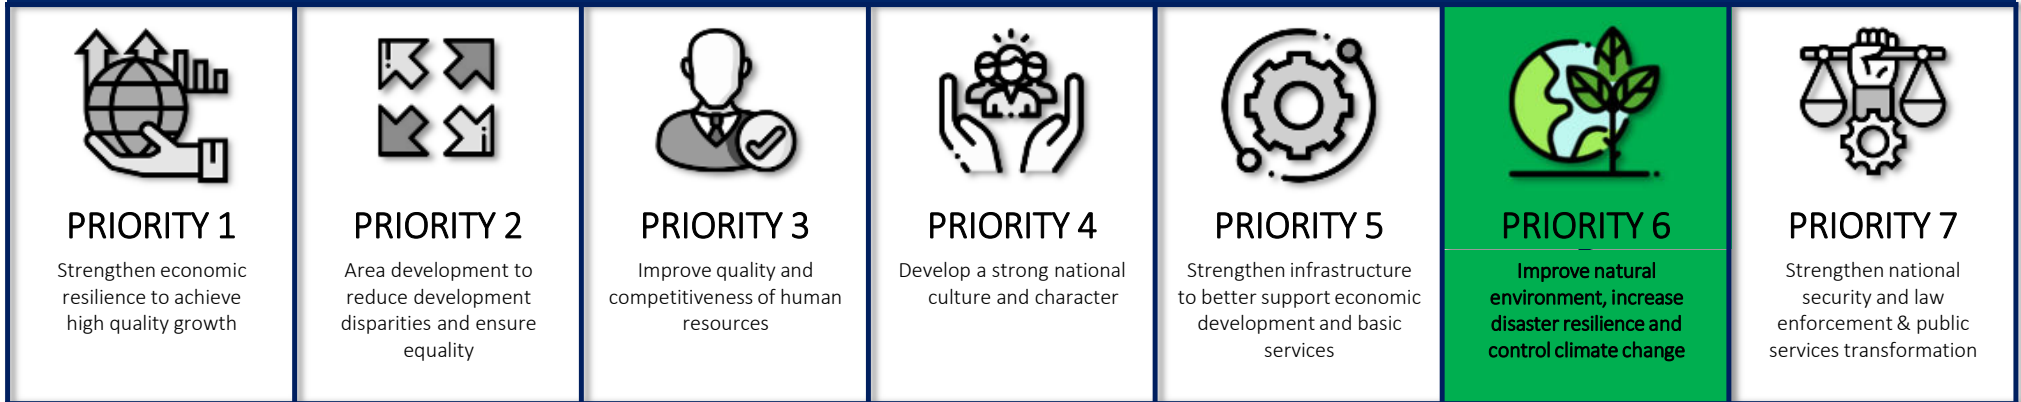 PRIORITY 1
Strengthen economic
resilience to achieve
high quality growth
PRIORITY 2
Area development to
reduce development
disparities and ensure
equality
PRIORITY 3
Improve quality and
competitiveness of human
resources
PRIORITY 4
Develop a strong national
culture and character
PRIORITY 5
Strengthen infrastructure
to better support economic
development and basic
services
PRIORITY 6
Improve natural
environment, increase
disaster resilience and
control climate change
PRIORITY 7
Strengthen national
security and law
enforcement & public
services transformation